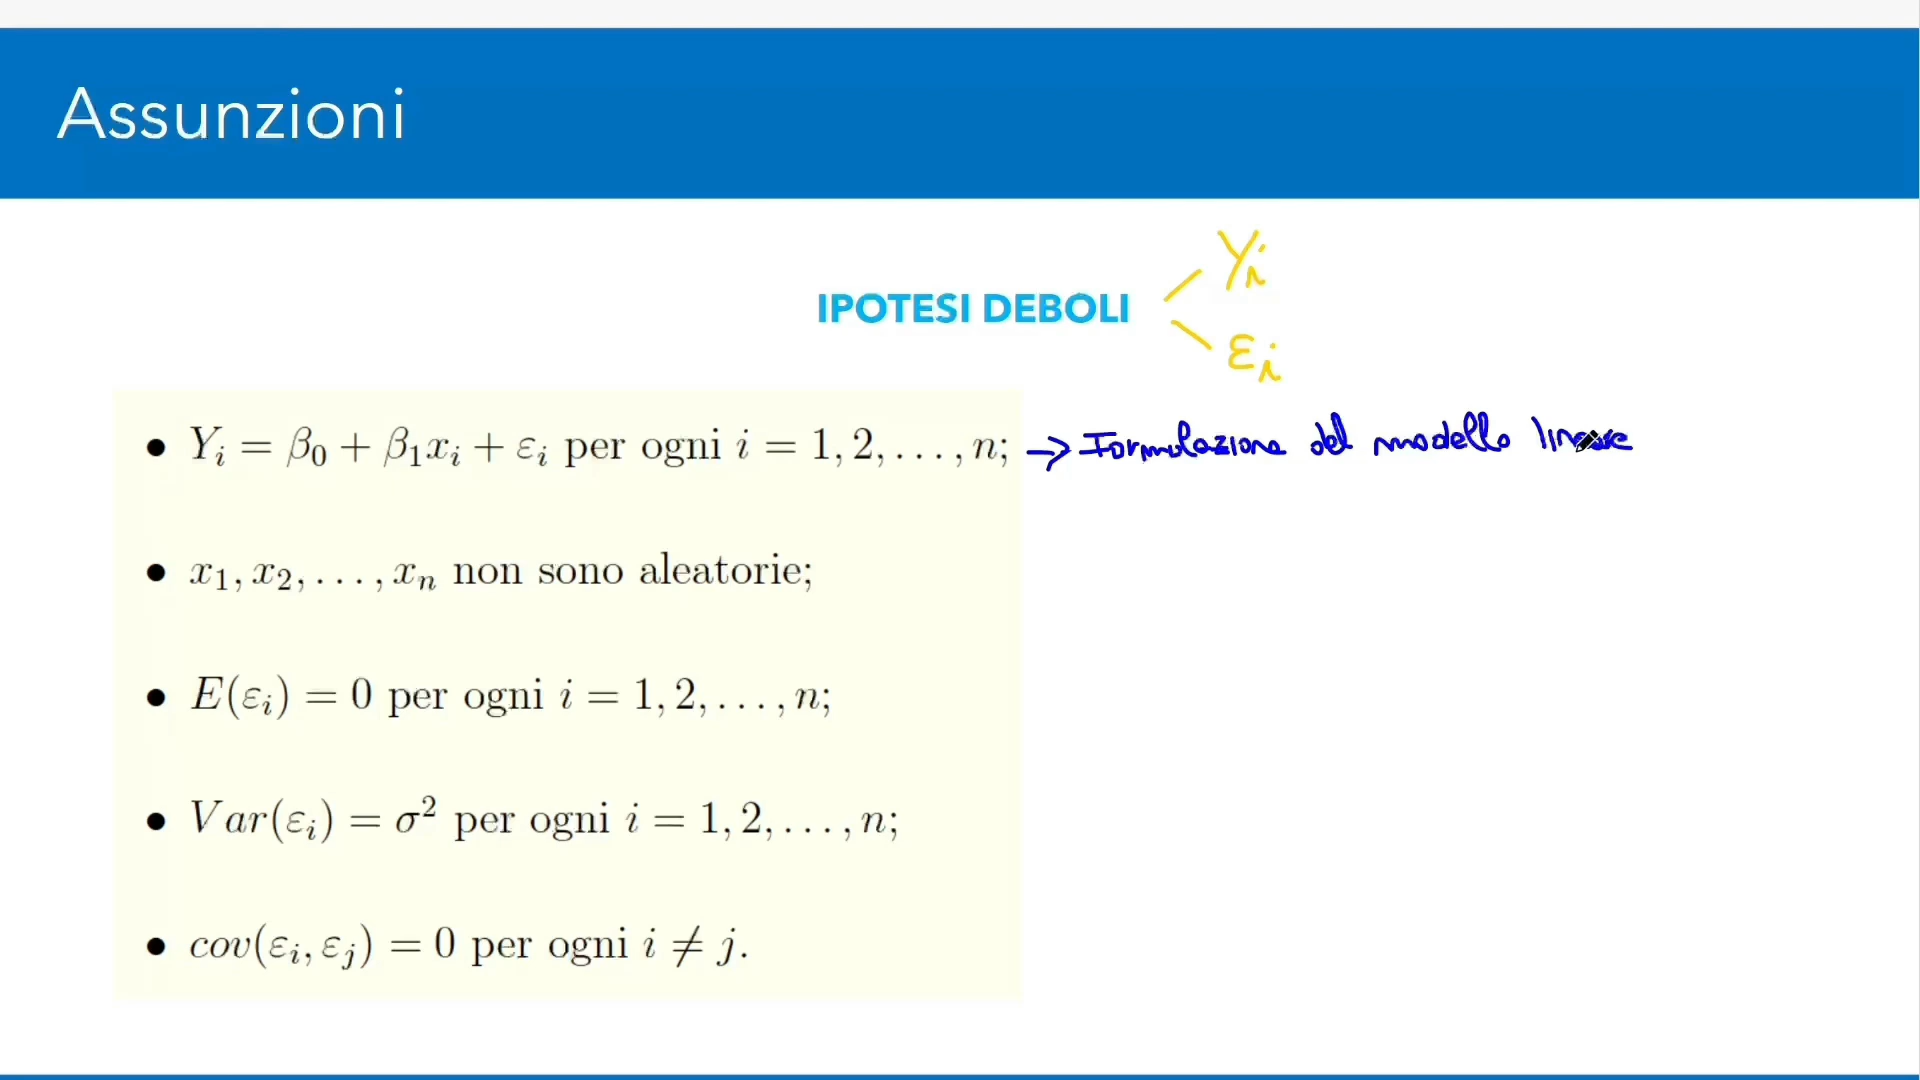 Assunzioni
IPOTESI DEBOLI
Yi
εi
• Yᵢ = β₀ + β₁xᵢ + εᵢ per ogni i = 1, 2, . . . , n; → Formulazione del modello lineare
• x₁, x₂, . . . , xₙ non sono aleatorie;
• E(εᵢ) = 0 per ogni i = 1, 2, . . . , n;
• Var(εᵢ) = σ² per ogni i = 1, 2, . . . , n;
• cov(εᵢ, εⱼ) = 0 per ogni i ≠ j.